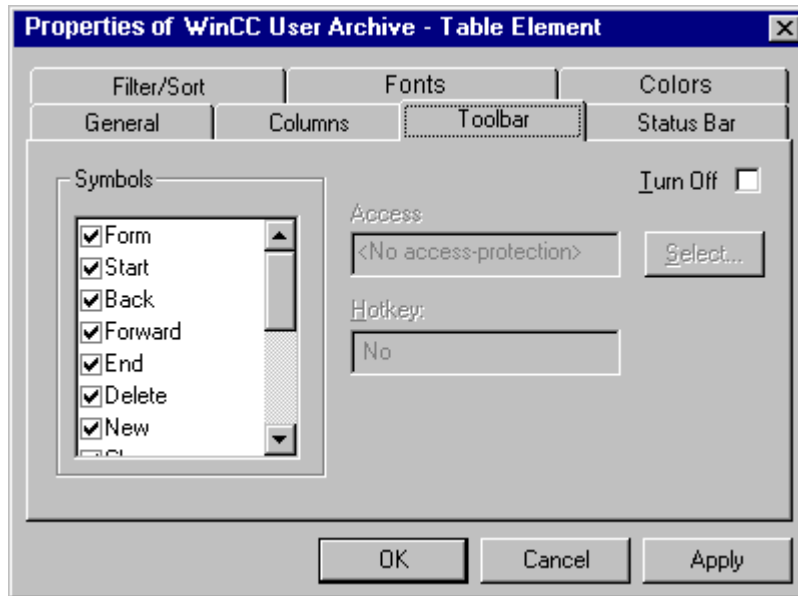 Properties of WinCC User Archive - Table Element
Filter/Sort Fonts Colors
General Columns Toolbar Status Bar
Symbols
Turn Off
Form
Start
Back
Forward
End
Delete
New
Access
<No access-protection>
Select...
Hotkey:
No
OK Cancel Apply